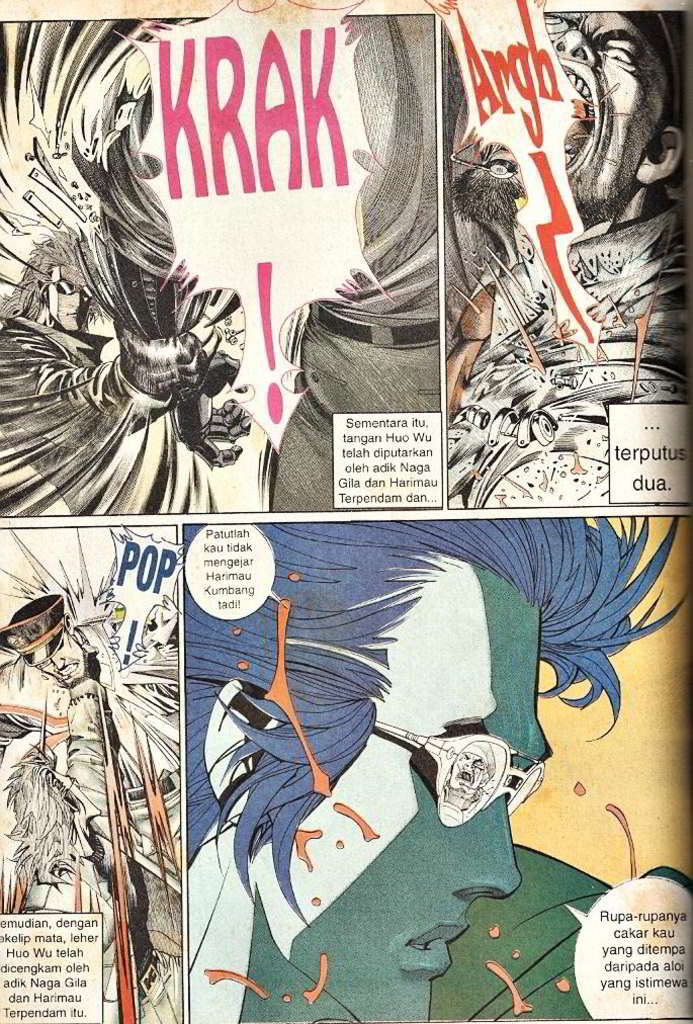 KRAK
!
Argh
!
Sementara itu,
tangan Huo Wu
telah diputarkan
oleh adik Naga
Gila dan Harimau
Terpendam dan...
...
terputus
dua.
POP
!
Patutlah
kau tidak
mengejar
Harimau
Kumbang
tadi!
emudian, dengan
ekelip mata, leher
Huo Wu telah
dicengkam oleh
adik Naga Gila
dan Harimau
Terpendam itu.
Rupa-rupanya
cakar kau
yang ditempa
daripada aloi
yang istimewa
ini...